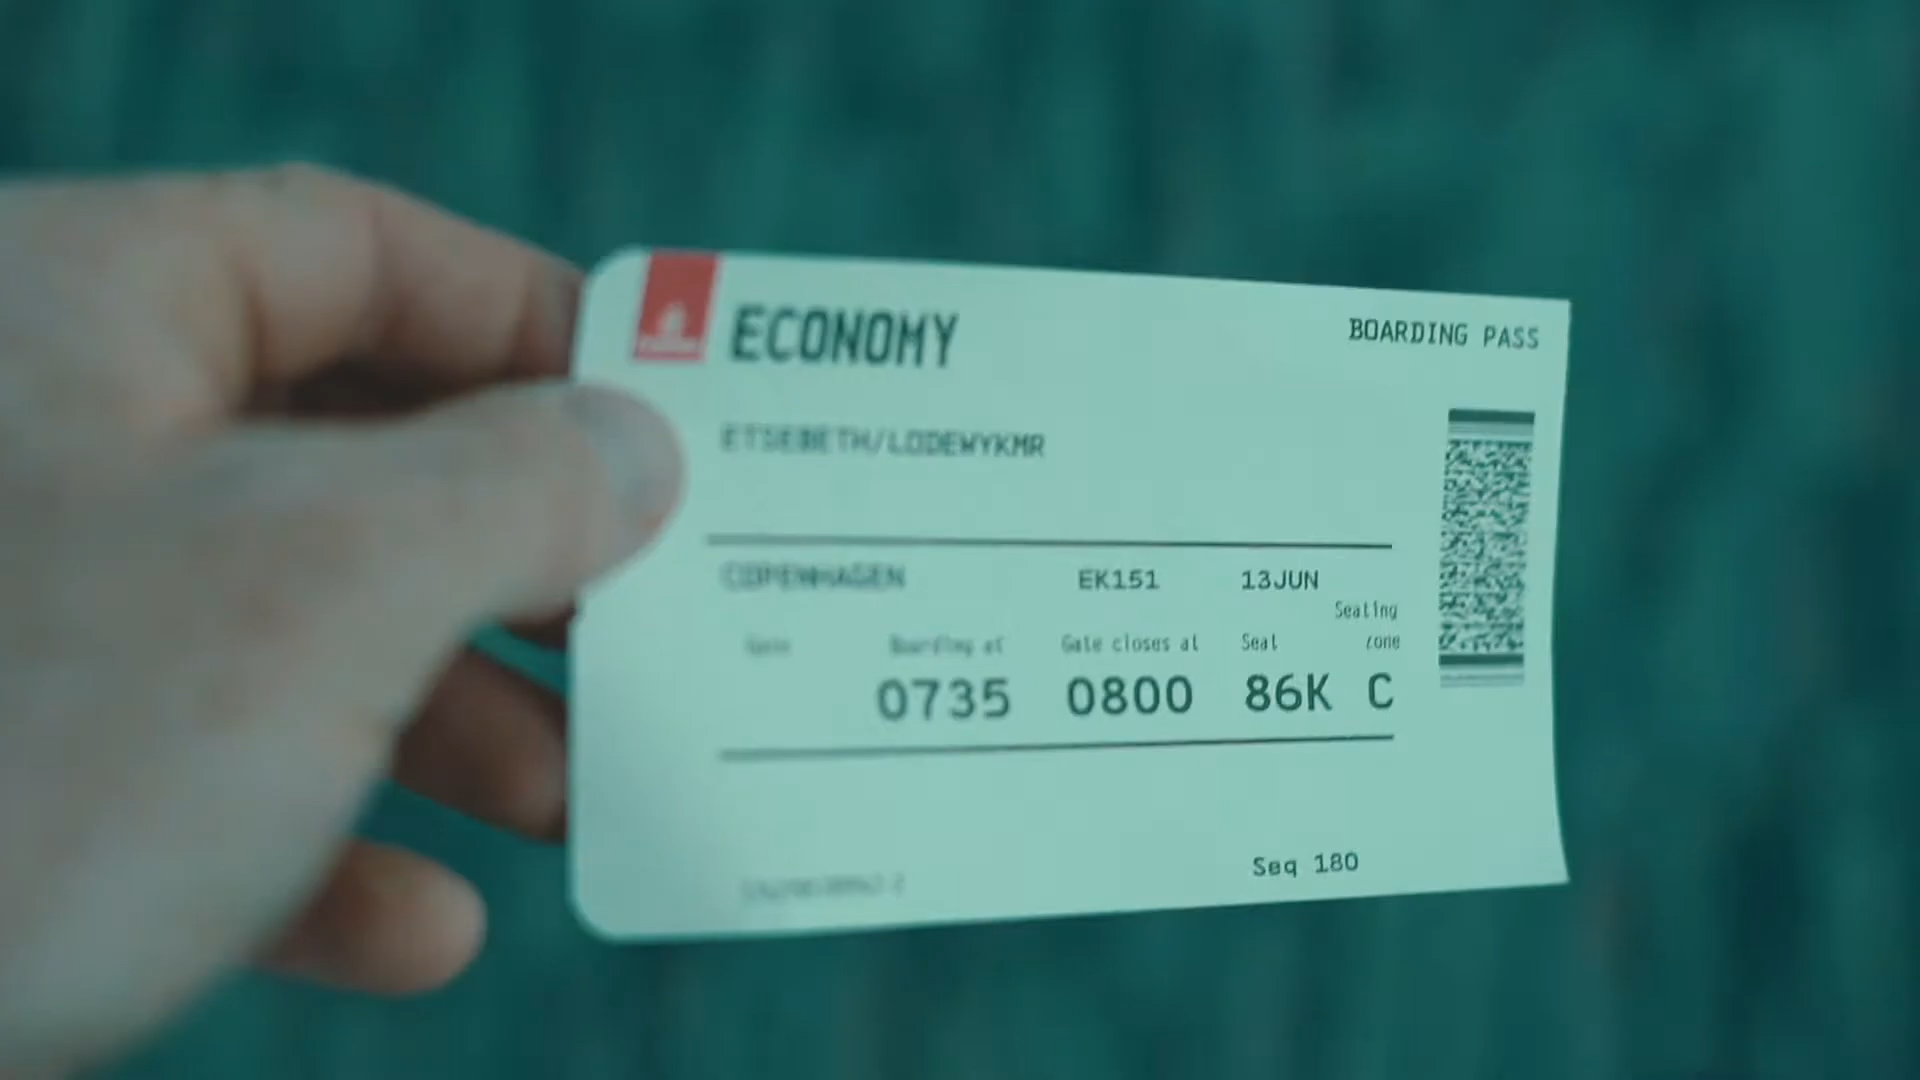 ECONOMY
BOARDING PASS
ETSEBETH/LODEWYKMR
COPENHAGEN EK151 13JUN
Seating
Gate Boarding at Gate closes at Seat zone
0735 0800 86K C
Seq 180